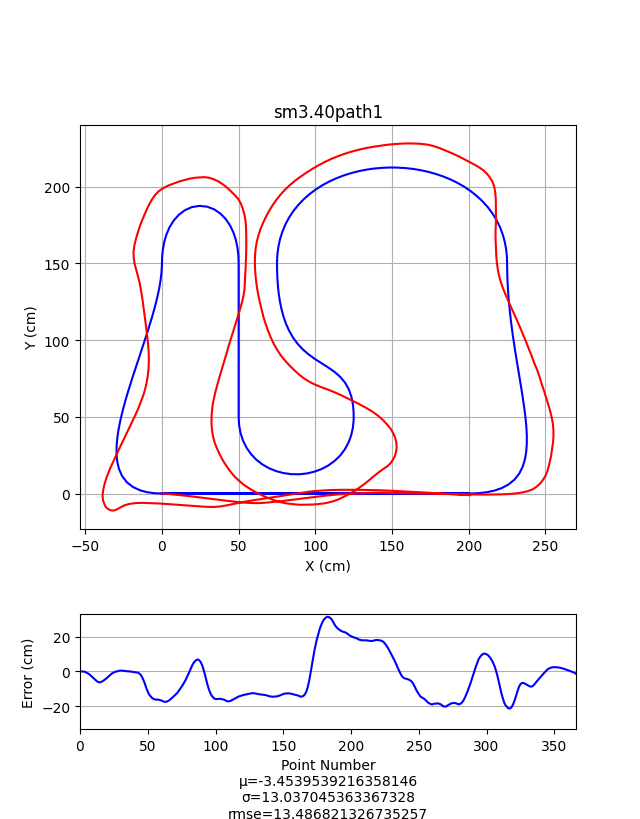 sm3.40path1
200
150
100
50
0
Y (cm)
−50 0 50 100 150 200 250
X (cm)
20
0
−20
Error (cm)
0 50 100 150 200 250 300 350
Point Number
μ=-3.4539539216358146
σ=13.037045363367328
rmse=13.486821326735257